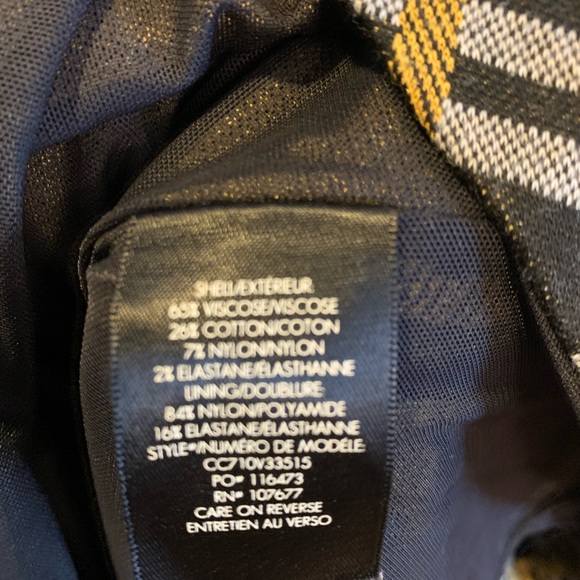 SHELL/EXTÉRIEUR
65% VISCOSE/VISCOSE
26% COTTON/COTON
7% NYLON/NYLON
2% ELASTANE/ÉLASTHANNE
LINING/DOUBLURE
84% NYLON/POLYAMIDE
16% ELASTANE/ÉLASTHANNE
STYLE#/NUMÉRO DE MODÈLE
CC710V33515
PO# 116473
RN# 107677
CARE ON REVERSE
ENTRETIEN AU VERSO